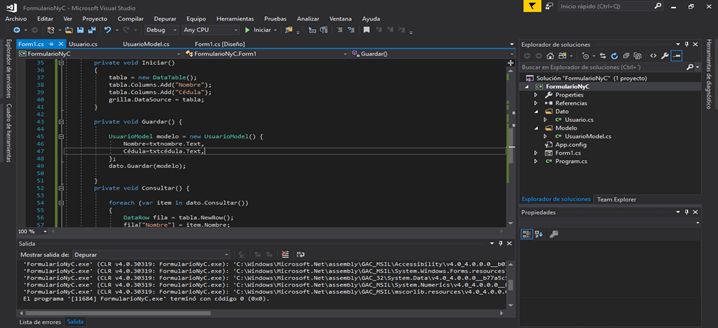 FormularioNyC - Microsoft Visual Studio
Inicio rápido (Ctrl+Q)
Archivo Editar Ver Proyecto Compilar Depurar Equipo Herramientas Pruebas Analizar Ventana Ayuda
Debug Any CPU Iniciar
Explorador de servidores
Cuadro de herramientas
Form1.cs Usuario.cs UsuarioModel.cs Form1.cs [Diseño]
FormularioNyC FormularioNyC.Form1 Guardar()
35 private void Iniciar()
36 {
37 tabla = new DataTable();
38 tabla.Columns.Add("Nombre");
39 tabla.Columns.Add("Cédula");
40 grilla.DataSource = tabla;
41 }
42
43 private void Guardar() {
44
45 UsuarioModel modelo = new UsuarioModel() {
46 Nombre=txtnombre.Text,
47 Cédula=txtcédula.Text,
48 };
49 dato.Guardar(modelo);
50
51 }
52 private void Consultar() {
53
54 foreach (var item in dato.Consultar())
55 {
56 DataRow fila = tabla.NewRow();
57 fila["Nombre"] = item.Nombre;
100 %
Salida
Mostrar salida de: Depurar
'FormularioNyC.exe' (CLR v4.0.30319: FormularioNyC.exe): 'C:\Windows\Microsoft.Net\assembly\GAC_MSIL\Accessibility\v4.0_4.0.0.0__b0
'FormularioNyC.exe' (CLR v4.0.30319: FormularioNyC.exe): 'C:\Windows\Microsoft.Net\assembly\GAC_MSIL\System.Windows.Forms.resources
'FormularioNyC.exe' (CLR v4.0.30319: FormularioNyC.exe): 'C:\Windows\Microsoft.Net\assembly\GAC_32\System.Data\v4.0_4.0.0.0__b77a5c
'FormularioNyC.exe' (CLR v4.0.30319: FormularioNyC.exe): 'C:\Windows\Microsoft.Net\assembly\GAC_MSIL\System.Numerics\v4.0_4.0.0.0__
'FormularioNyC.exe' (CLR v4.0.30319: FormularioNyC.exe): 'C:\Windows\Microsoft.Net\assembly\GAC_MSIL\mscorlib.resources\v4.0_4.0.0.
El programa '[11684] FormularioNyC.exe' terminó con código 0 (0x0).
Lista de errores Salida
Explorador de soluciones
Buscar en Explorador de soluciones (Ctrl+´)
Solución "FormularioNyC" (1 proyecto)
FormularioNyC
Properties
Referencias
Dato
Usuario.cs
Modelo
UsuarioModel.cs
App.config
Form1.cs
Program.cs
Explorador de soluciones Team Explorer
Propiedades
Herramientas de diagnóstico